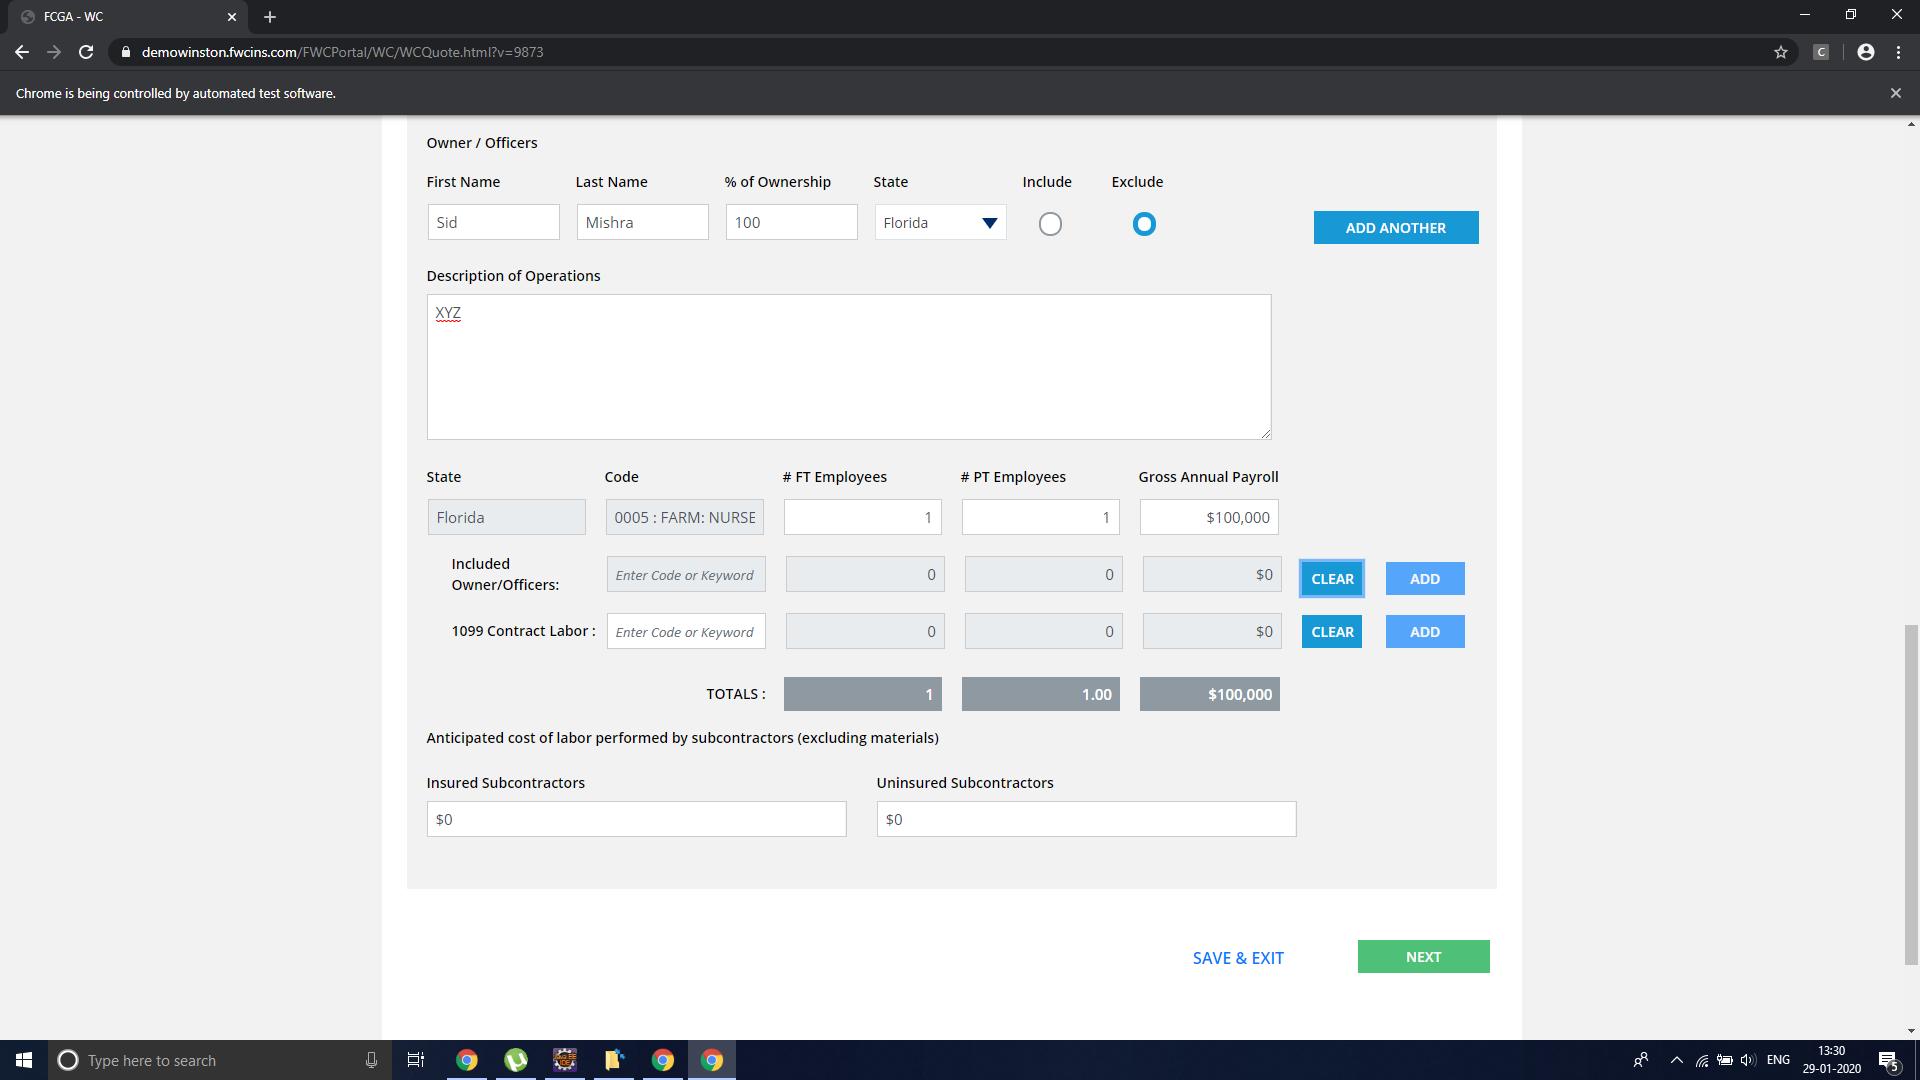 FCGA - WC
demowinston.fwcins.com/FWCPortal/WC/WCQuote.html?v=9873
C
Chrome is being controlled by automated test software.
Owner / Officers
First Name Last Name % of Ownership State Include Exclude
Sid Mishra 100 Florida
ADD ANOTHER
Description of Operations
XYZ
State Code # FT Employees # PT Employees Gross Annual Payroll
Florida 0005 : FARM: NURSE 1 1 $100,000
Included
Owner/Officers:
Enter Code or Keyword 0 0 $0 CLEAR ADD
1099 Contract Labor : Enter Code or Keyword 0 0 $0 CLEAR ADD
TOTALS : 1 1.00 $100,000
Anticipated cost of labor performed by subcontractors (excluding materials)
Insured Subcontractors Uninsured Subcontractors
$0 $0
SAVE & EXIT NEXT
Type here to search
ENG
13:30
29-01-2020
5